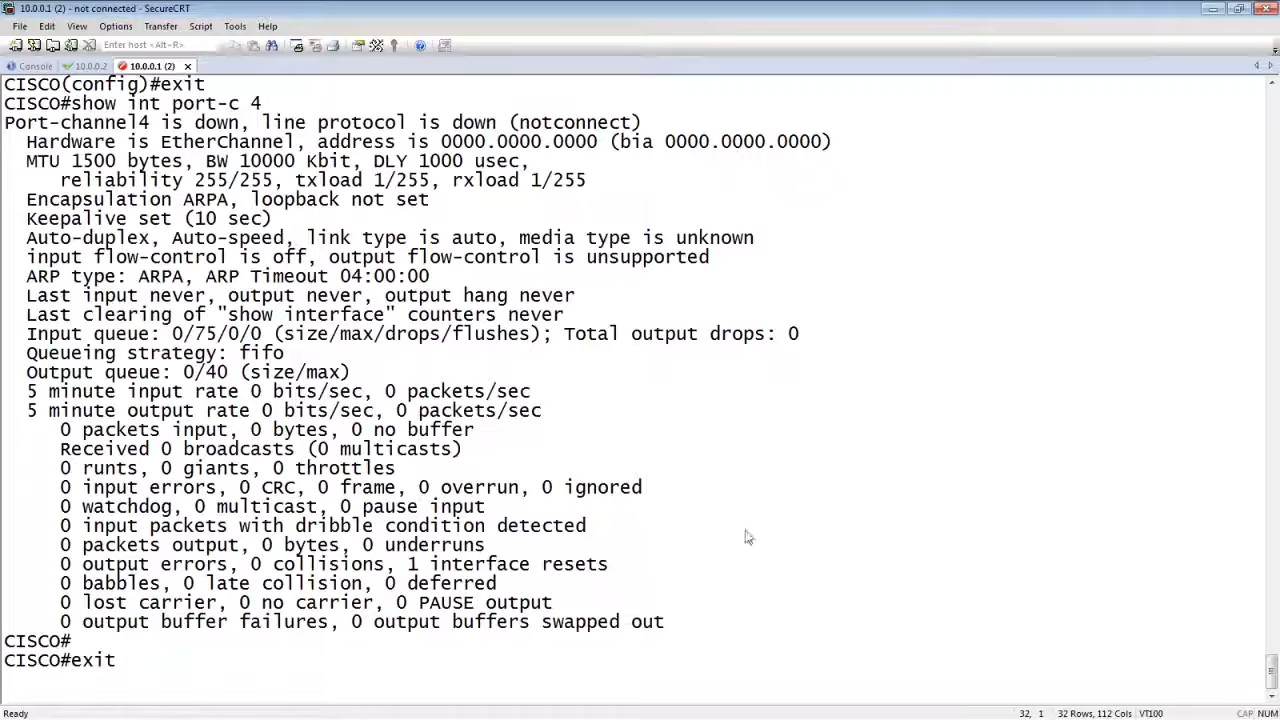 10.0.0.1 (2) - not connected - SecureCRT
File Edit View Options Transfer Script Tools Help
Enter host <Alt+R>
Console 10.0.0.2 10.0.0.1 (2)
CISCO(config)#exit
CISCO#show int port-c 4
Port-channel4 is down, line protocol is down (notconnect)
  Hardware is EtherChannel, address is 0000.0000.0000 (bia 0000.0000.0000)
  MTU 1500 bytes, BW 10000 Kbit, DLY 1000 usec,
     reliability 255/255, txload 1/255, rxload 1/255
  Encapsulation ARPA, loopback not set
  Keepalive set (10 sec)
  Auto-duplex, Auto-speed, link type is auto, media type is unknown
  input flow-control is off, output flow-control is unsupported
  ARP type: ARPA, ARP Timeout 04:00:00
  Last input never, output never, output hang never
  Last clearing of "show interface" counters never
  Input queue: 0/75/0/0 (size/max/drops/flushes); Total output drops: 0
  Queueing strategy: fifo
  Output queue: 0/40 (size/max)
  5 minute input rate 0 bits/sec, 0 packets/sec
  5 minute output rate 0 bits/sec, 0 packets/sec
     0 packets input, 0 bytes, 0 no buffer
     Received 0 broadcasts (0 multicasts)
     0 runts, 0 giants, 0 throttles
     0 input errors, 0 CRC, 0 frame, 0 overrun, 0 ignored
     0 watchdog, 0 multicast, 0 pause input
     0 input packets with dribble condition detected
     0 packets output, 0 bytes, 0 underruns
     0 output errors, 0 collisions, 1 interface resets
     0 babbles, 0 late collision, 0 deferred
     0 lost carrier, 0 no carrier, 0 PAUSE output
     0 output buffer failures, 0 output buffers swapped out
CISCO#
CISCO#exit
Ready 32, 1 32 Rows, 112 Cols VT100 CAP NUM